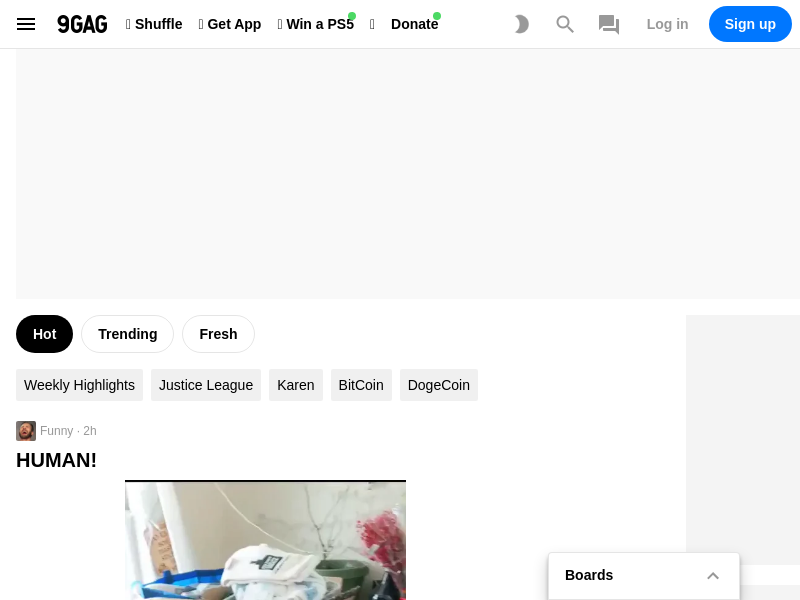 9GAG Shuffle Get App Win a PS5 Donate Log in Sign up
Hot Trending Fresh
Weekly Highlights Justice League Karen BitCoin DogeCoin
Funny · 2h
HUMAN!
Boards